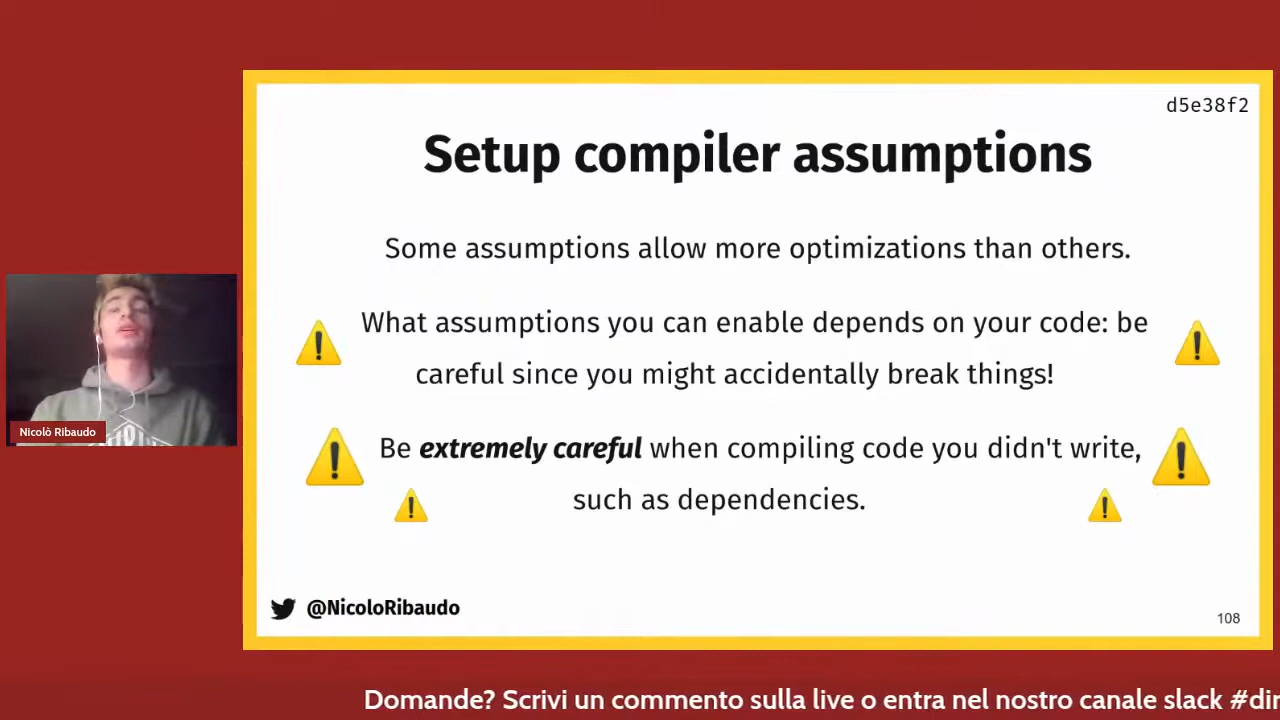 d5e38f2
Setup compiler assumptions
Some assumptions allow more optimizations than others.
What assumptions you can enable depends on your code: be
careful since you might accidentally break things!
Be extremely careful when compiling code you didn't write,
such as dependencies.
@NicoloRibaudo
108
Nicolò Ribaudo
Domande? Scrivi un commento sulla live o entra nel nostro canale slack